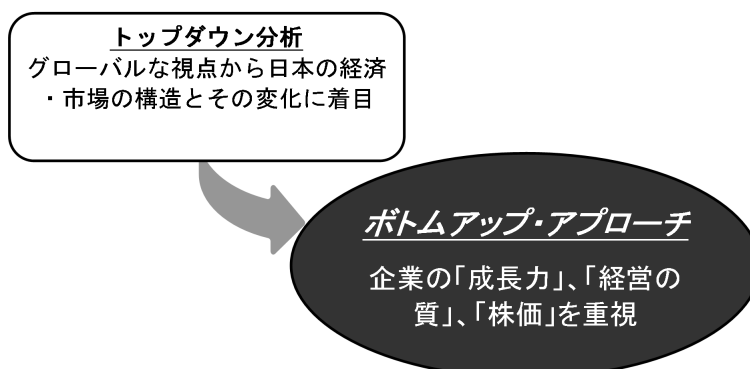 トップダウン分析
グローバルな視点から日本の経済
・市場の構造とその変化に着目
ボトムアップ・アプローチ
企業の「成長力」、「経営の
質」、「株価」を重視